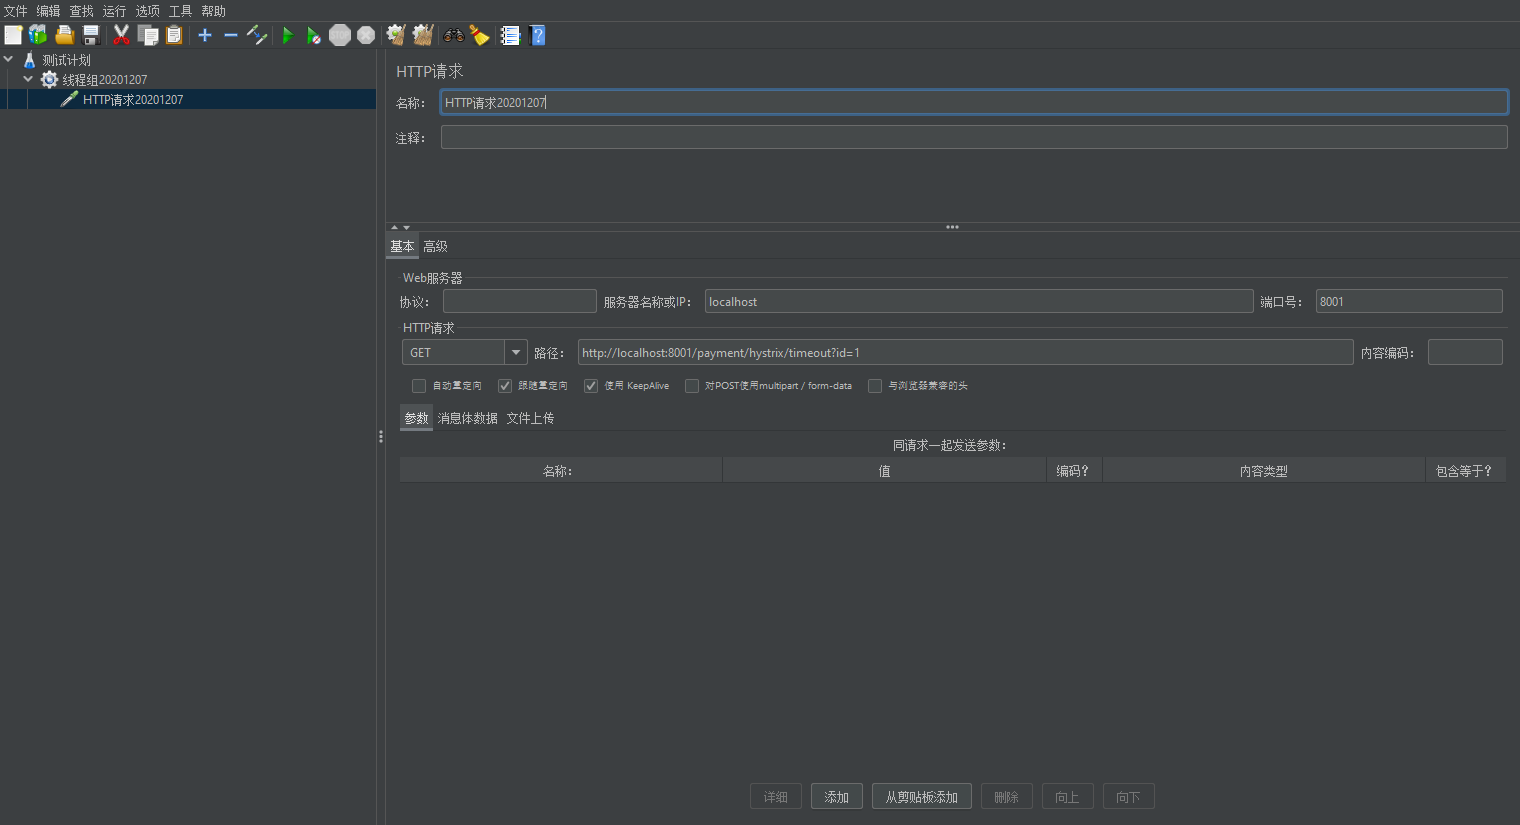 文件 编辑 查找 运行 选项 工具 帮助
STOP
测试计划
线程组20201207
HTTP请求20201207
HTTP请求
名称： HTTP请求20201207
注释：
基本 高级
Web服务器
协议： 服务器名称或IP： localhost 端口号： 8001
HTTP请求
GET 路径： http://localhost:8001/payment/hystrix/timeout?id=1 内容编码：
自动重定向 跟随重定向 使用 KeepAlive 对POST使用multipart / form-data 与浏览器兼容的头
参数 消息体数据 文件上传
同请求一起发送参数：
名称： 值 编码? 内容类型 包含等于?
详细 添加 从剪贴板添加 删除 向上 向下